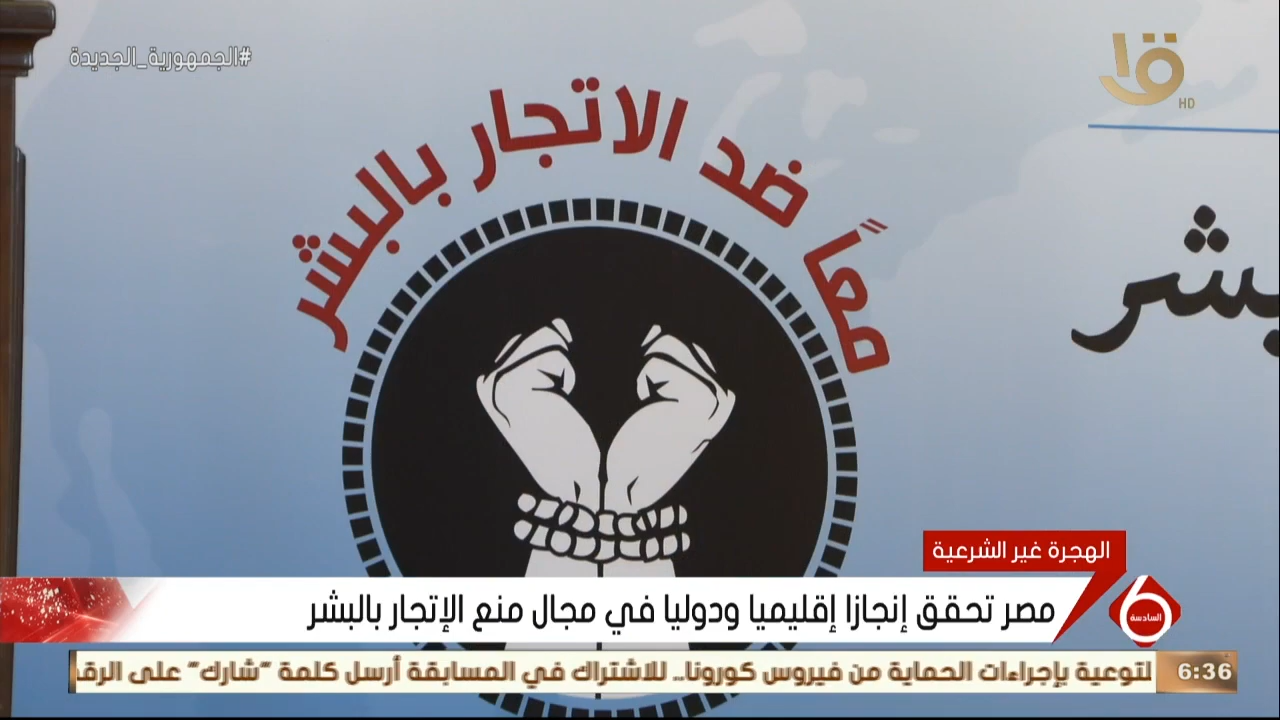 #الجمهورية_الجديدة
HD
معاً ضد الاتجار بالبشر
بشر
الهجرة غير الشرعية
السادسة
مصر تحقق إنجازا إقليميا ودوليا في مجال منع الإتجار بالبشر
6:36
لتوعية بإجراءات الحماية من فيروس كورونا.. للاشتراك في المسابقة أرسل كلمة "شارك" على الرق